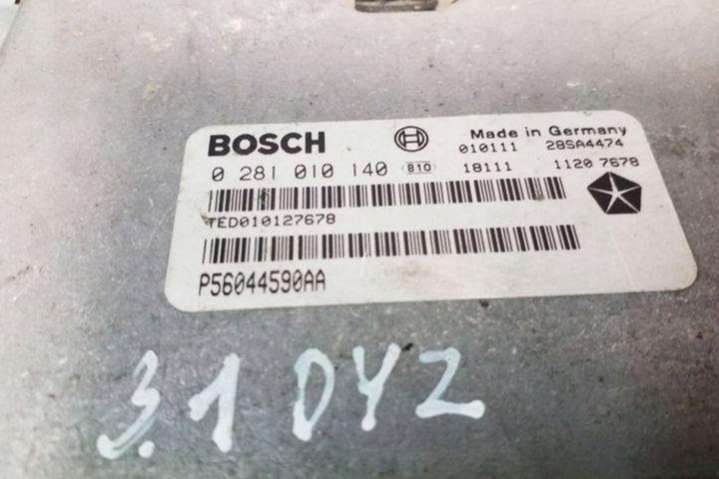 BOSCH
Made in Germany
010111 28SA4474
0 281 010 140 810 18111 1120 7678
TED010127678
P56044590AA
3.1 DYZ